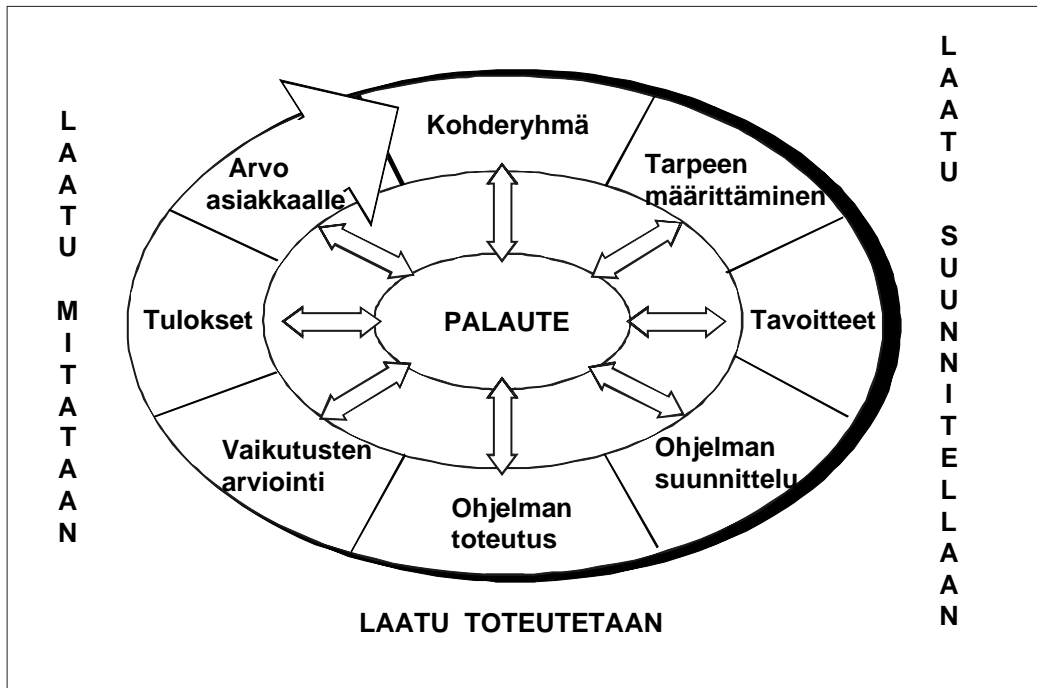 LAATU MITATAAN
LAATU SUUNNITELLAAN
Kohderyhmä
Tarpeen
määrittäminen
Tavoitteet
Ohjelman
suunnittelu
Ohjelman
toteutus
Vaikutusten
arviointi
Tulokset
Arvo
asiakkaalle
PALAUTE
LAATU TOTEUTETAAN